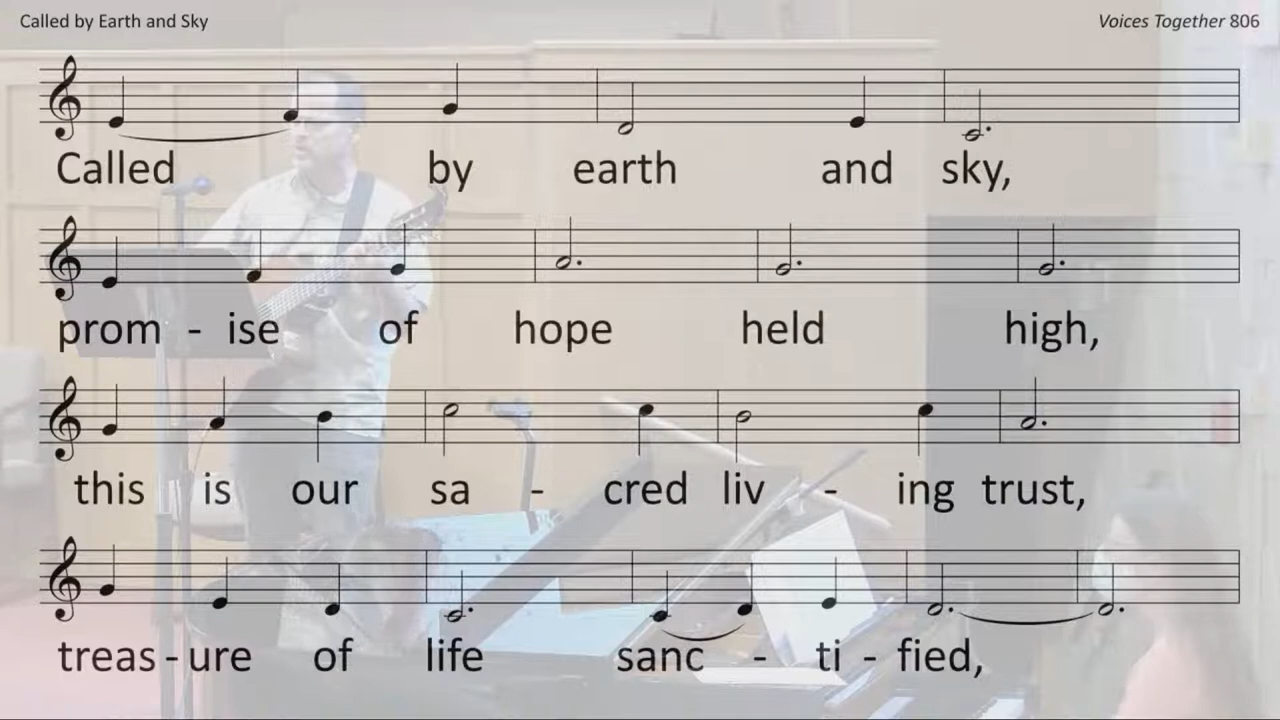 Called by Earth and Sky
Voices Together 806
Called by earth and sky,
prom - ise of hope held high,
this is our sa - cred liv - ing trust,
treas - ure of life sanc - ti - fied,